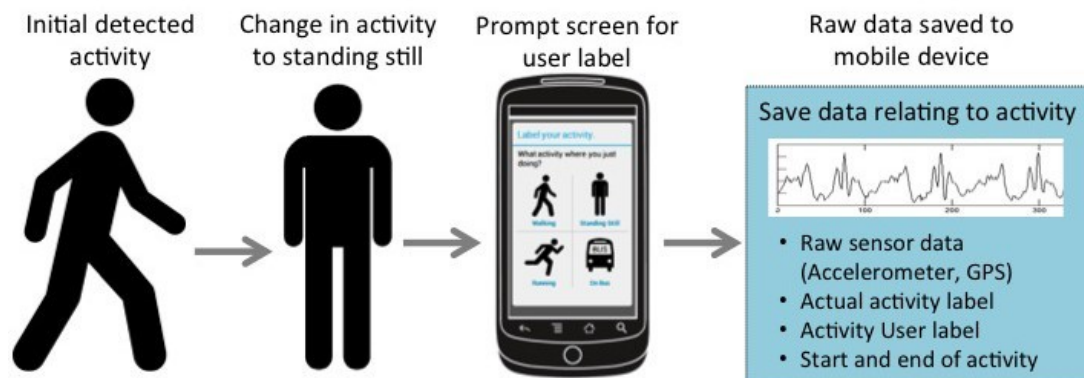 Initial detected
activity
Change in activity
to standing still
Prompt screen for
user label
Label your activity.
What activity where you just
doing?
Walking
Standing Still
BUS
Running
On Bus
Raw data saved to
mobile device
Save data relating to activity
0
100
200
300
• Raw sensor data
(Accelerometer, GPS)
• Actual activity label
• Activity User label
• Start and end of activity